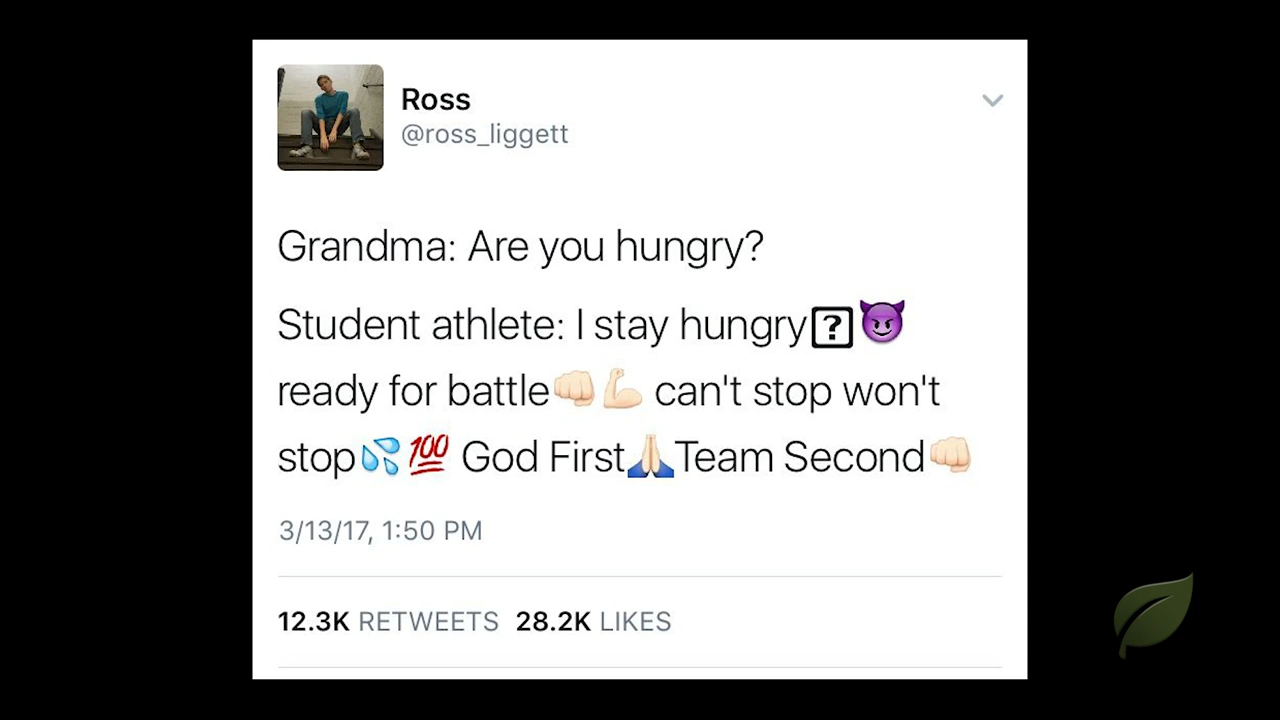 Ross
@ross_liggett
Grandma: Are you hungry?
Student athlete: I stay hungry⍰😈
ready for battle👊🏻💪🏻 can't stop won't
stop💦💯 God First🙏🏻Team Second👊🏻
3/13/17, 1:50 PM
12.3K RETWEETS 28.2K LIKES